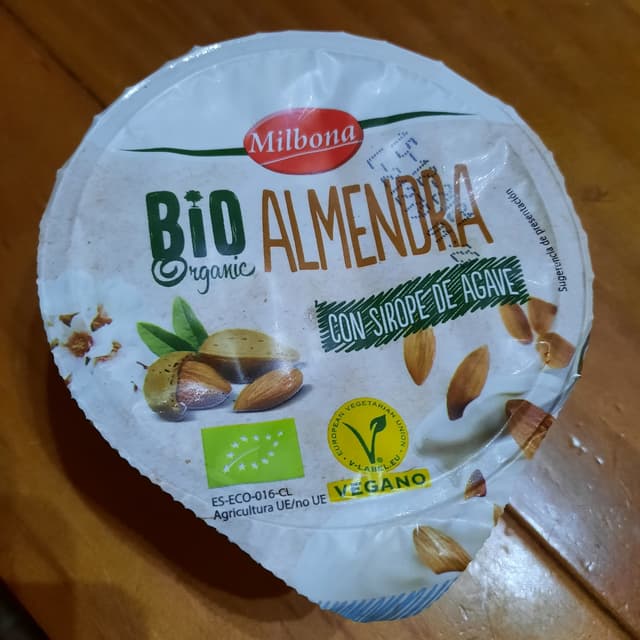 Milbona
BiO
Organic
ALMENDRA
CON SIROPE DE AGAVE
Sugerencia de presentación
EUROPEAN VEGETARIAN UNION
V-LABEL.EU
VEGANO
ES-ECO-016-CL
Agricultura UE/no UE